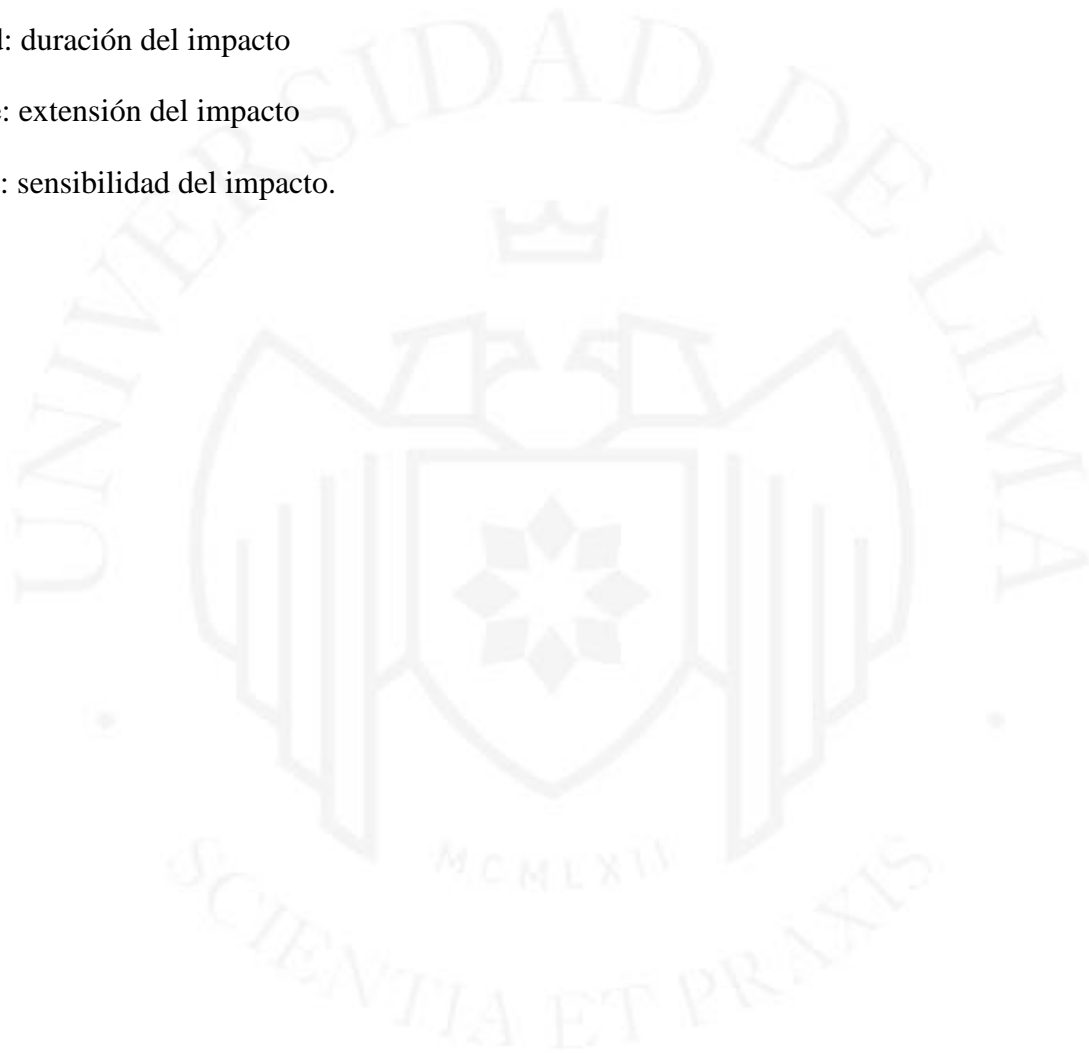 d: duración del impacto
e: extensión del impacto
: sensibilidad del impacto.
UNIVERSIDAD DE LIMA
MCMLXII
SCIENTIA ET PRAXIS